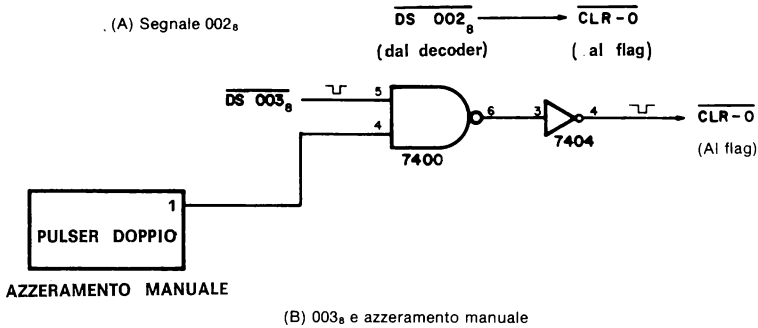 (A) Segnale 002₈
DS 002₈ CLR-0
(dal decoder) ( al flag)
DS 003₈
5
4
6
3
4
7400
7404
CLR-0
(Al flag)
1
PULSER DOPPIO
AZZERAMENTO MANUALE
(B) 003₈ e azzeramento manuale